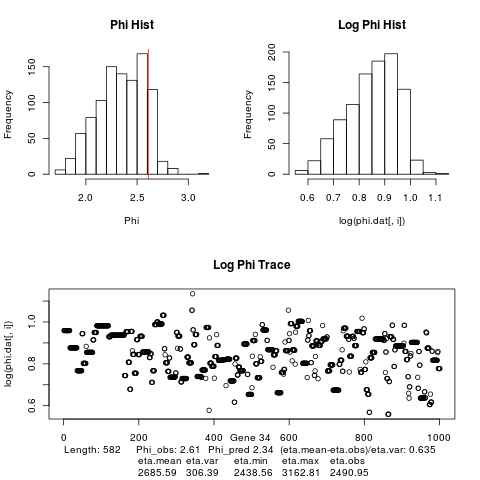 Phi Hist
Log Phi Hist
Frequency
0 50 100 150
2.0 2.5 3.0
Phi
Frequency
0 50 100 150 200
0.6 0.7 0.8 0.9 1.0 1.1
log(phi.dat[, i])
Log Phi Trace
log(phi.dat[, i])
0.6 0.8 1.0
0 200 400 600 800 1000
Gene 34
Length: 582 Phi_obs: 2.61 Phi_pred 2.34 (eta.mean-eta.obs)/eta.var: 0.635
eta.mean eta.var eta.min eta.max eta.obs
2685.59 306.39 2438.56 3162.81 2490.95